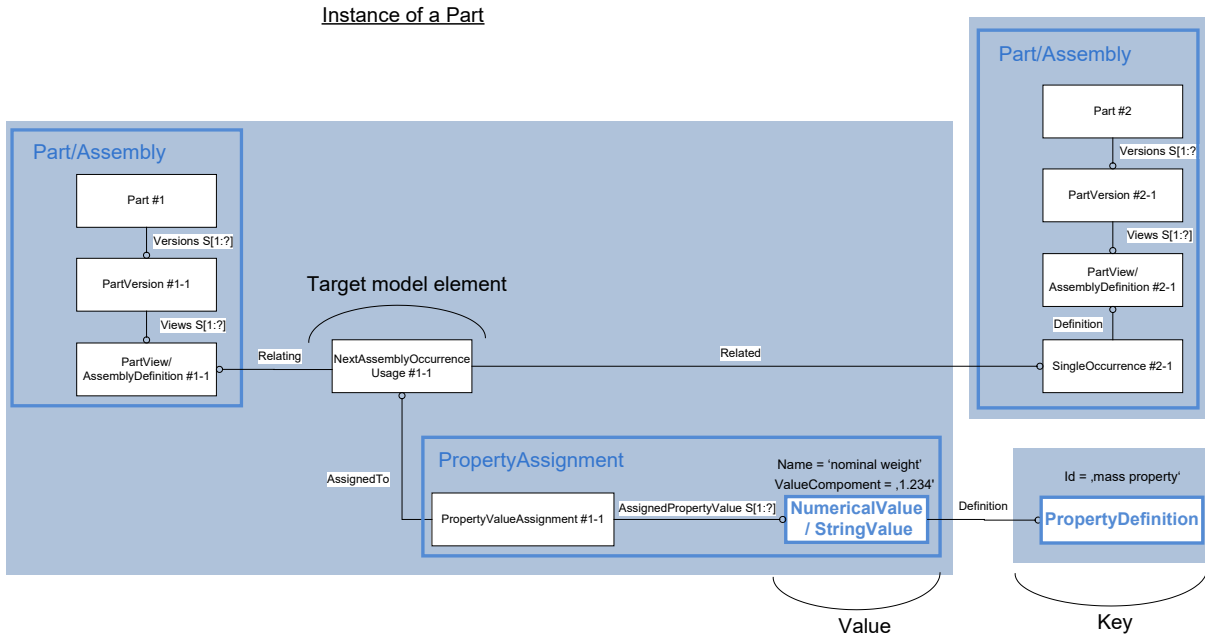 Instance of a Part
Part/Assembly
Part #1
Versions S[1:?]
PartVersion #1-1
Views S[1:?]
PartView/
AssemblyDefinition #1-1
Relating
Target model element
NextAssemblyOccurrence
Usage #1-1
Related
Part/Assembly
Part #2
Versions S[1:?
PartVersion #2-1
Views S[1:?]
PartView/
AssemblyDefinition #2-1
Definition
SingleOccurrence #2-1
AssignedTo
PropertyAssignment
PropertyValueAssignment #1-1
AssignedPropertyValue S[1:?]
Name = ‘nominal weight’
ValueCompoment = ‚1.234'
NumericalValue
/ StringValue
Definition
Id = ‚mass property‘
PropertyDefinition
Value
Key